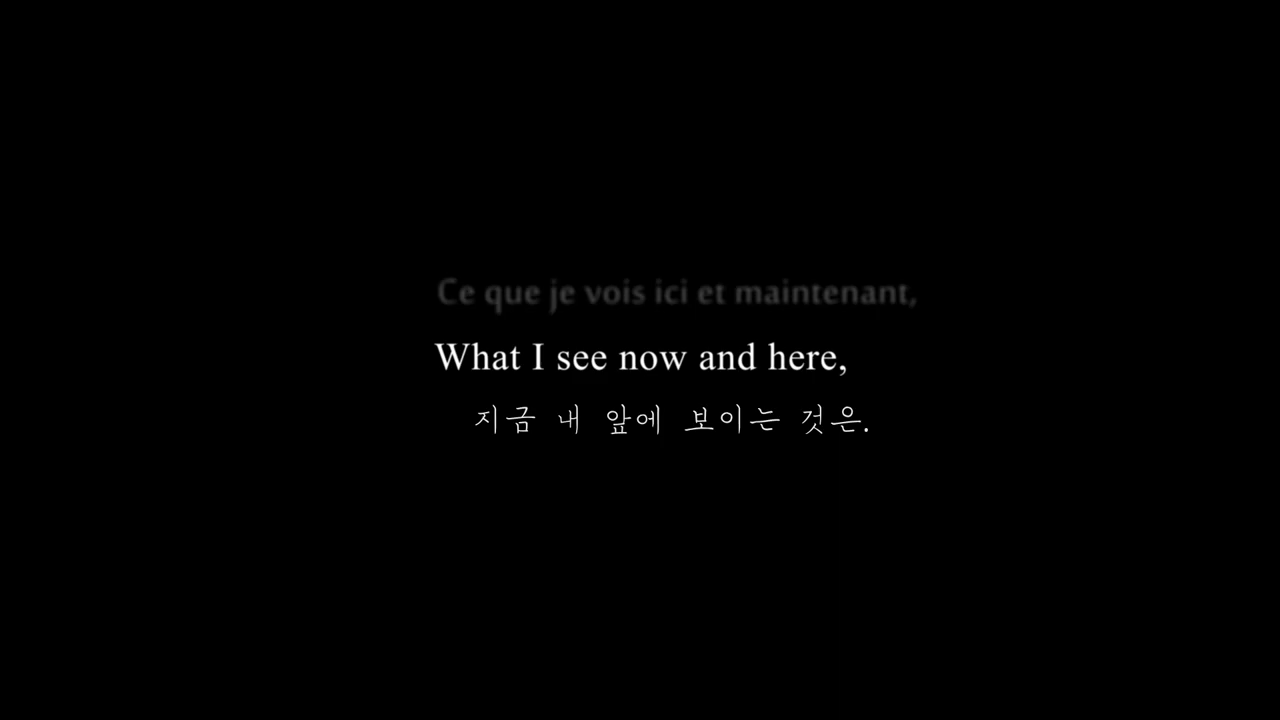 Ce que je vois ici et maintenant,
What I see now and here,
지금 내 앞에 보이는 것은.